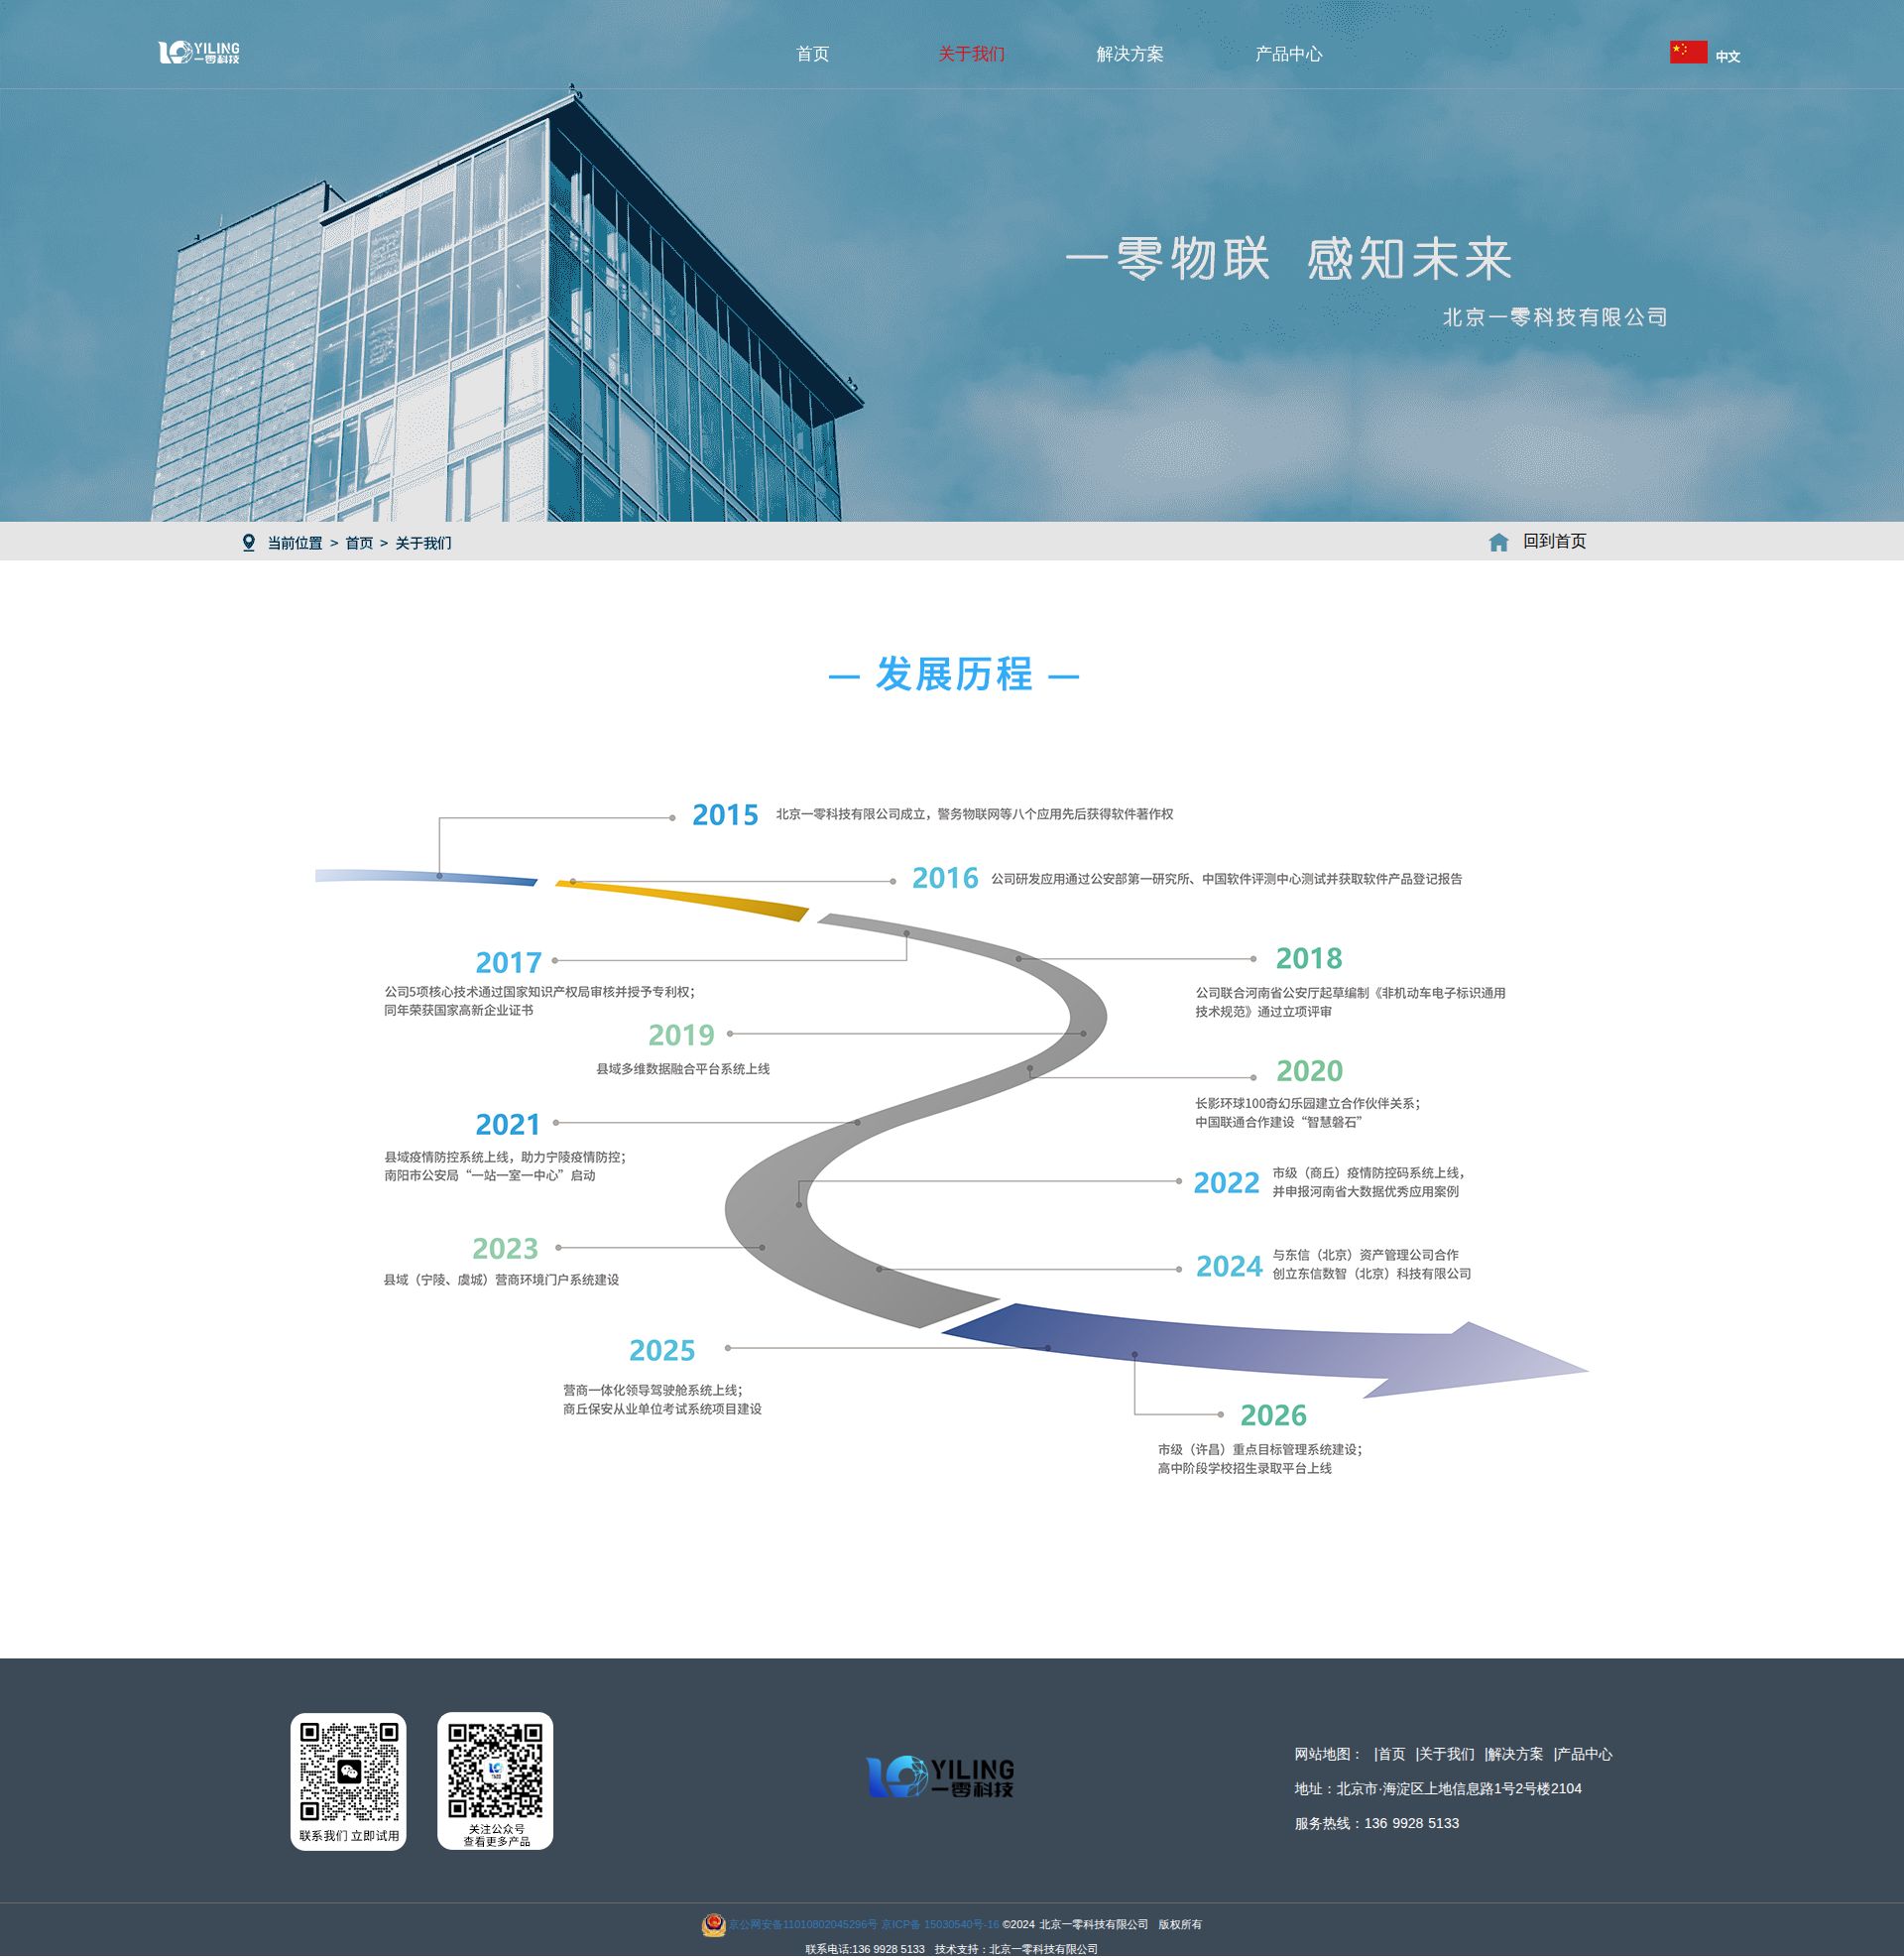 YILING
一零科技
首页
关于我们
解决方案
产品中心
中文
一零物联 感知未来
北京一零科技有限公司
当前位置 > 首页 > 关于我们
回到首页
— 发展历程 —
2015 北京一零科技有限公司成立，警务物联网等八个应用先后获得软件著作权
2016 公司研发应用通过公安部第一研究所、中国软件评测中心测试并获取软件产品登记报告
2017
公司5项核心技术通过国家知识产权局审核并授予专利权；
同年荣获国家高新企业证书
2018
公司联合河南省公安厅起草编制《非机动车电子标识通用
技术规范》通过立项评审
2019
县域多维数据融合平台系统上线
2020
长影环球100奇幻乐园建立合作伙伴关系；
中国联通合作建设“智慧磐石”
2021
县域疫情防控系统上线，助力宁陵疫情防控；
南阳市公安局“一站一室一中心”启动
2022
市级（商丘）疫情防控码系统上线，
并申报河南省大数据优秀应用案例
2023
县域（宁陵、虞城）营商环境门户系统建设
2024
与东信（北京）资产管理公司合作
创立东信数智（北京）科技有限公司
2025
营商一体化领导驾驶舱系统上线；
商丘保安从业单位考试系统项目建设
2026
市级（许昌）重点目标管理系统建设；
高中阶段学校招生录取平台上线
联系我们 立即试用
关注公众号
查看更多产品
YILING
一零科技
网站地图： |首页 |关于我们 |解决方案 |产品中心
地址：北京市·海淀区上地信息路1号2号楼2104
服务热线：136 9928 5133
京公网安备11010802045296号 京ICP备 15030540号-16 ©2024 北京一零科技有限公司 版权所有
联系电话:136 9928 5133 技术支持：北京一零科技有限公司